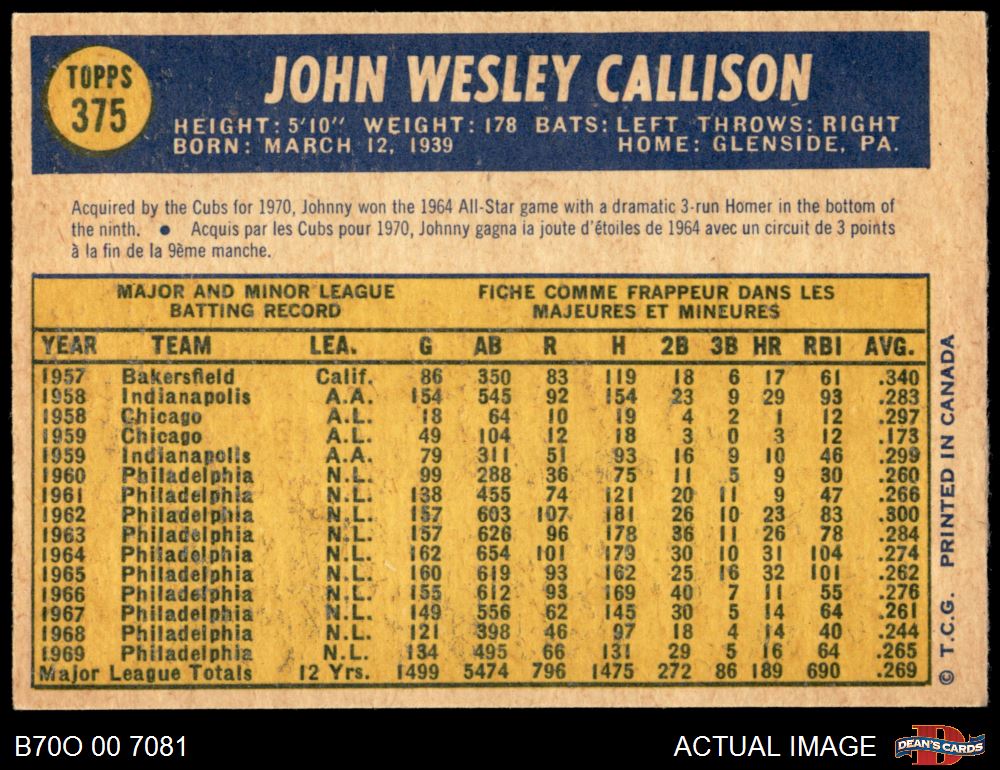 TOPPS
375
JOHN WESLEY CALLISON
HEIGHT: 5'10" WEIGHT: 178 BATS: LEFT THROWS: RIGHT
BORN: MARCH 12, 1939 HOME: GLENSIDE, PA.
Acquired by the Cubs for 1970, Johnny won the 1964 All-Star game with a dramatic 3-run Homer in the bottom of
the ninth. • Acquis par les Cubs pour 1970, Johnny gagna la joute d'étoiles de 1964 avec un circuit de 3 points
à la fin de la 9ème manche.
MAJOR AND MINOR LEAGUE FICHE COMME FRAPPEUR DANS LES
BATTING RECORD MAJEURES ET MINEURES
YEAR TEAM LEA. G AB R H 2B 3B HR RBI AVG.
1957 Bakersfield Calif. 86 350 83 119 18 6 17 61 .340
1958 Indianapolis A.A. 154 545 92 154 23 9 29 93 .283
1958 Chicago A.L. 18 64 10 19 4 2 1 12 .297
1959 Chicago A.L. 49 104 12 18 3 0 3 12 .173
1959 Indianapolis A.A. 79 311 51 93 16 9 10 46 .299
1960 Philadelphia N.L. 99 288 36 75 11 5 9 30 .260
1961 Philadelphia N.L. 138 455 74 121 20 11 9 47 .266
1962 Philadelphia N.L. 157 603 107 181 26 10 23 83 .300
1963 Philadelphia N.L. 157 626 96 178 36 11 26 78 .284
1964 Philadelphia N.L. 162 654 101 179 30 10 31 104 .274
1965 Philadelphia N.L. 160 619 93 162 25 16 32 101 .262
1966 Philadelphia N.L. 155 612 93 169 40 7 11 55 .276
1967 Philadelphia N.L. 149 556 62 145 30 5 14 64 .261
1968 Philadelphia N.L. 121 398 46 97 18 4 14 40 .244
1969 Philadelphia N.L. 134 495 66 131 29 5 16 64 .265
Major League Totals 12 Yrs. 1499 5474 796 1475 272 86 189 690 .269
© T.C.G. PRINTED IN CANADA
B70O 00 7081
ACTUAL IMAGE
DEAN'S CARDS